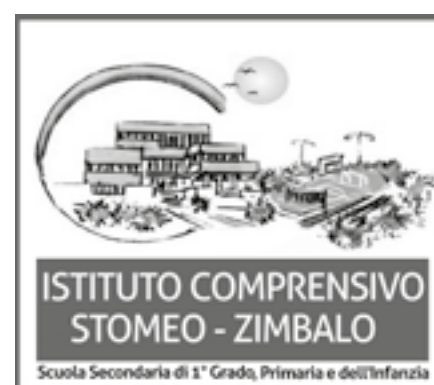 ISTITUTO COMPRENSIVO
STOMEO - ZIMBALO
Scuola Secondaria di 1° Grado, Primaria e dell'Infanzia